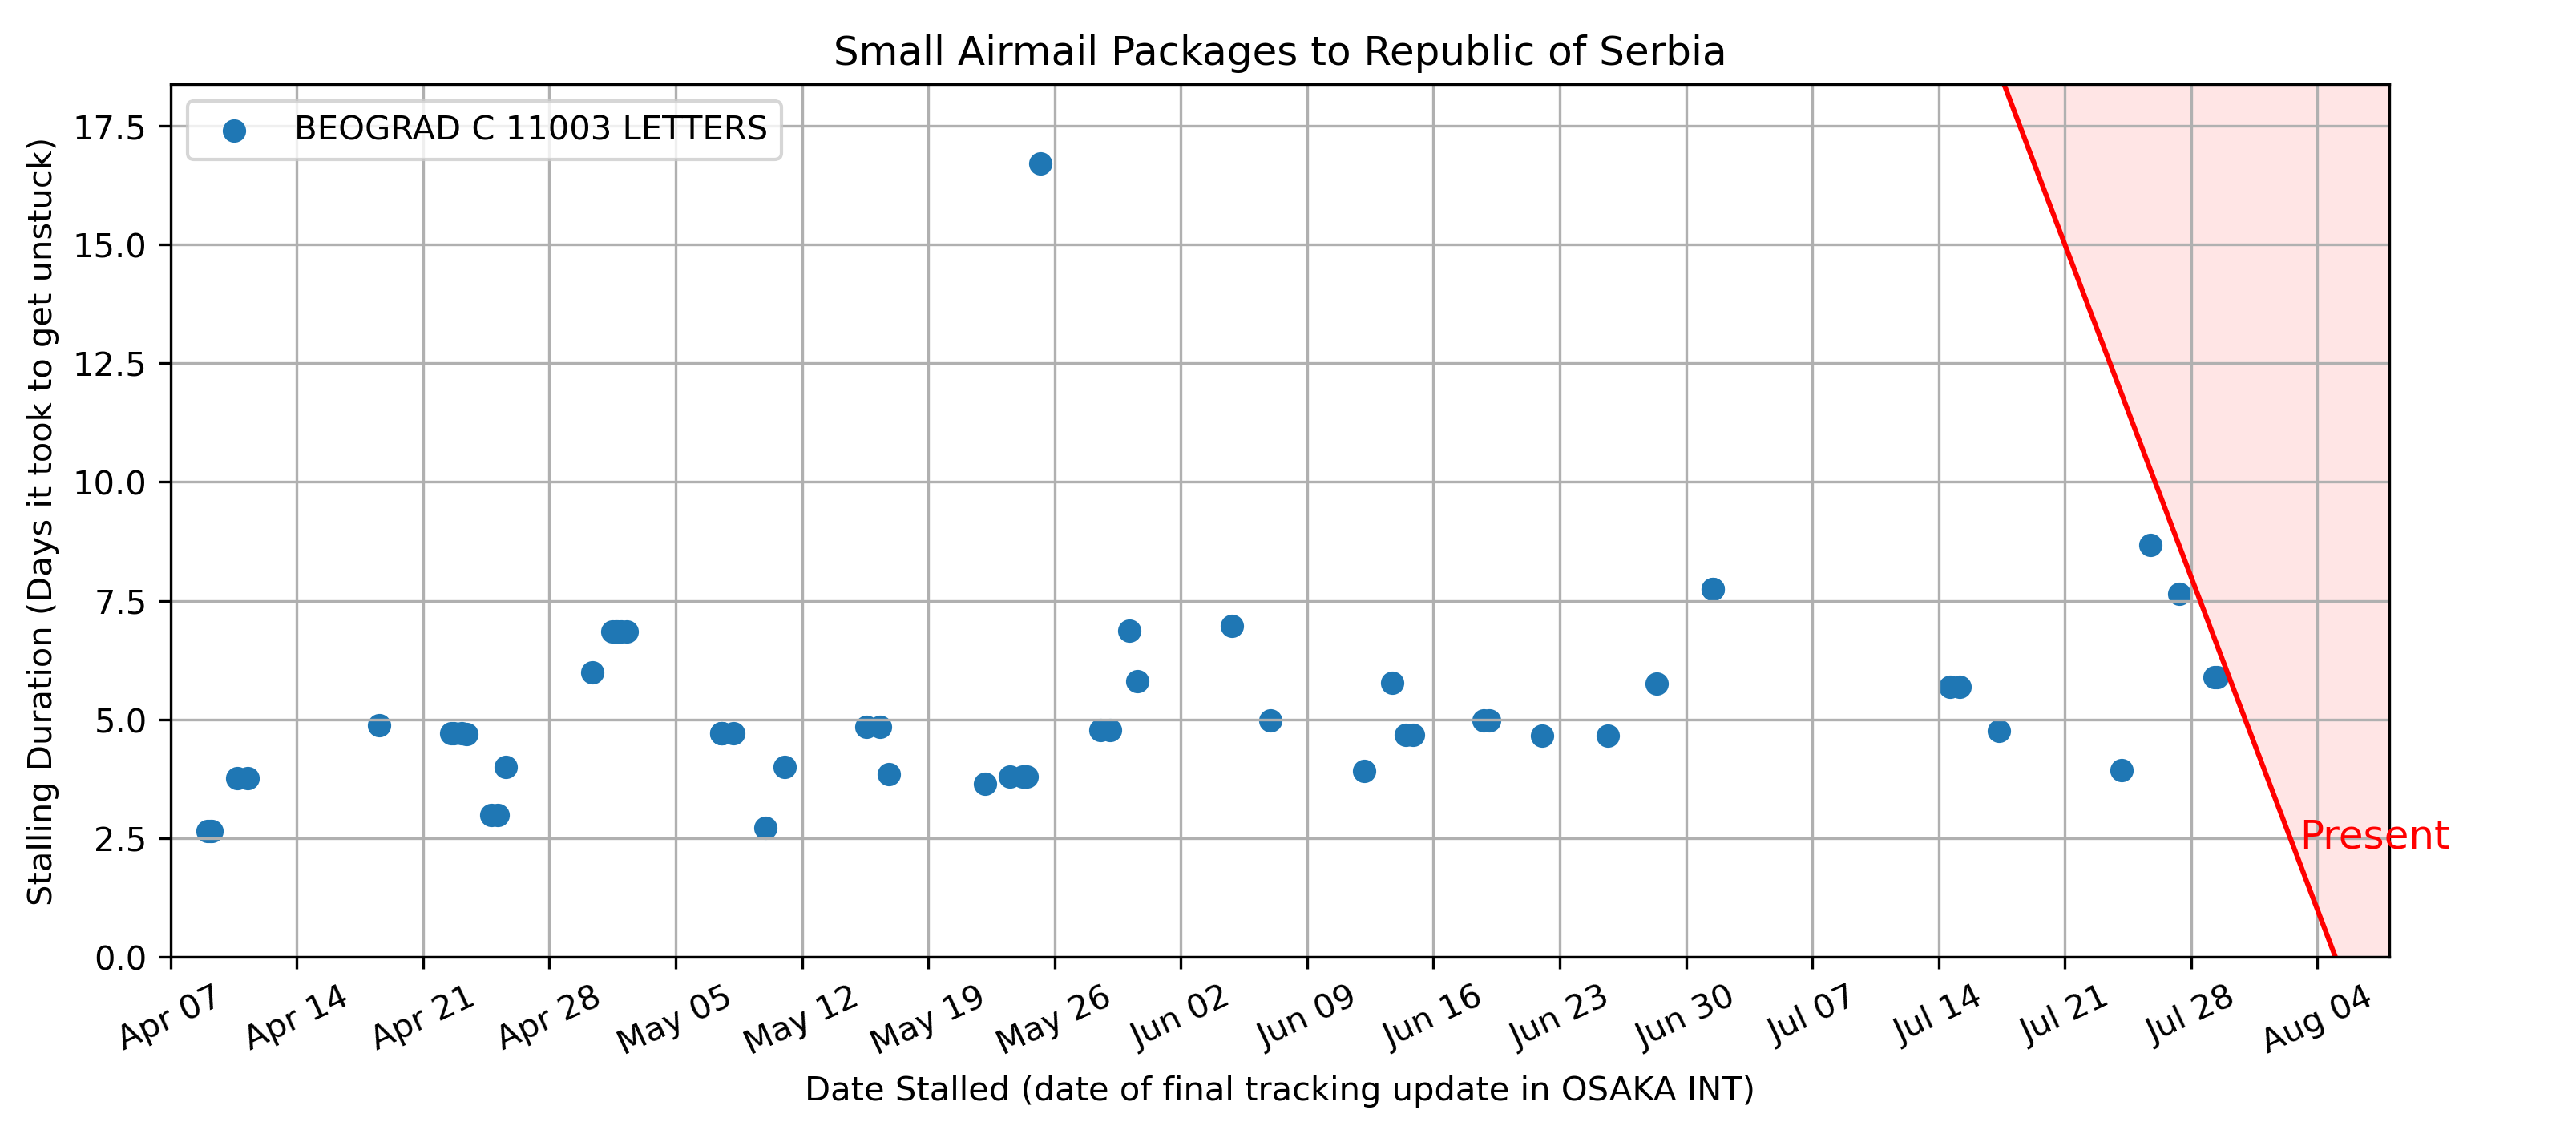 Small Airmail Packages to Republic of Serbia
BEOGRAD C 11003 LETTERS
Stalling Duration (Days it took to get unstuck)
17.5
15.0
12.5
10.0
7.5
5.0
2.5
0.0
Present
Apr 07
Apr 14
Apr 21
Apr 28
May 05
May 12
May 19
May 26
Jun 02
Jun 09
Jun 16
Jun 23
Jun 30
Jul 07
Jul 14
Jul 21
Jul 28
Aug 04
Date Stalled (date of final tracking update in OSAKA INT)